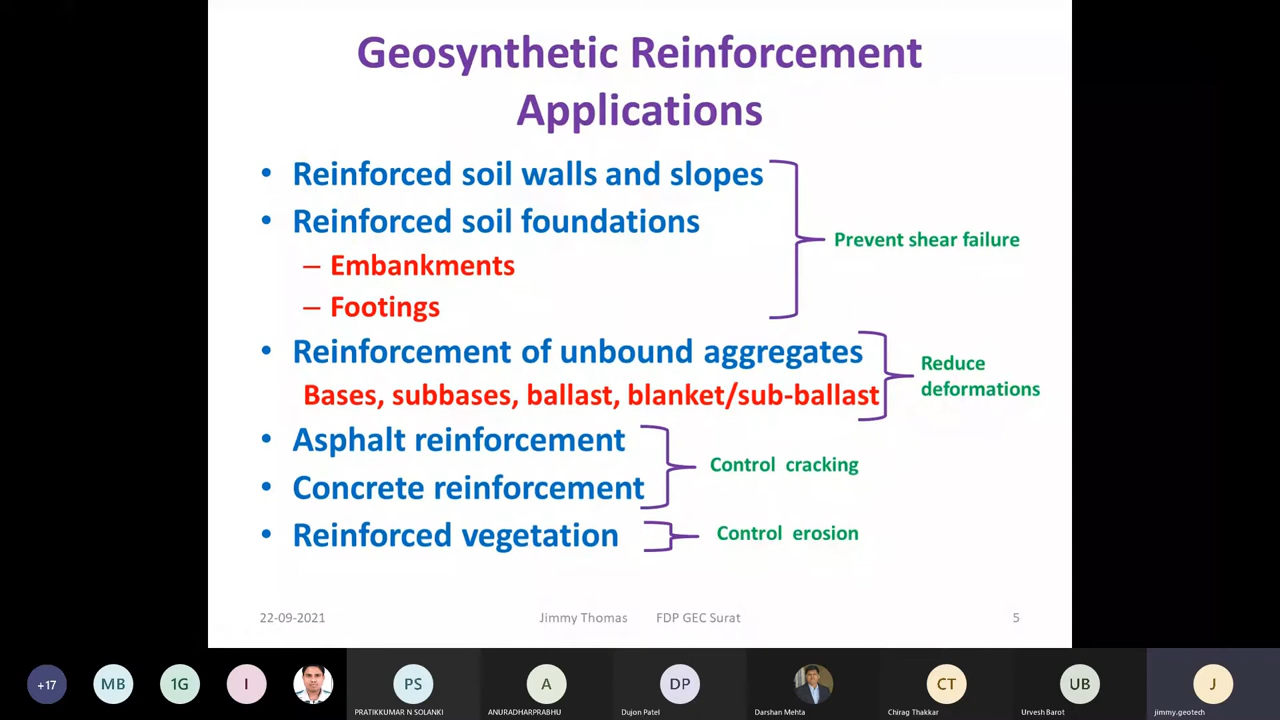 Geosynthetic Reinforcement
Applications
• Reinforced soil walls and slopes
• Reinforced soil foundations
– Embankments
– Footings
Prevent shear failure
• Reinforcement of unbound aggregates
Bases, subbases, ballast, blanket/sub-ballast
Reduce
deformations
• Asphalt reinforcement
• Concrete reinforcement
Control cracking
• Reinforced vegetation
Control erosion
22-09-2021
Jimmy Thomas FDP GEC Surat
5
+17
MB
1G
I
PS
PRATIKKUMAR N SOLANKI
A
ANURADHARPRABHU
DP
Dujon Patel
Darshan Mehta
CT
Chirag Thakkar
UB
Urvesh Barot
J
jimmy.geotech